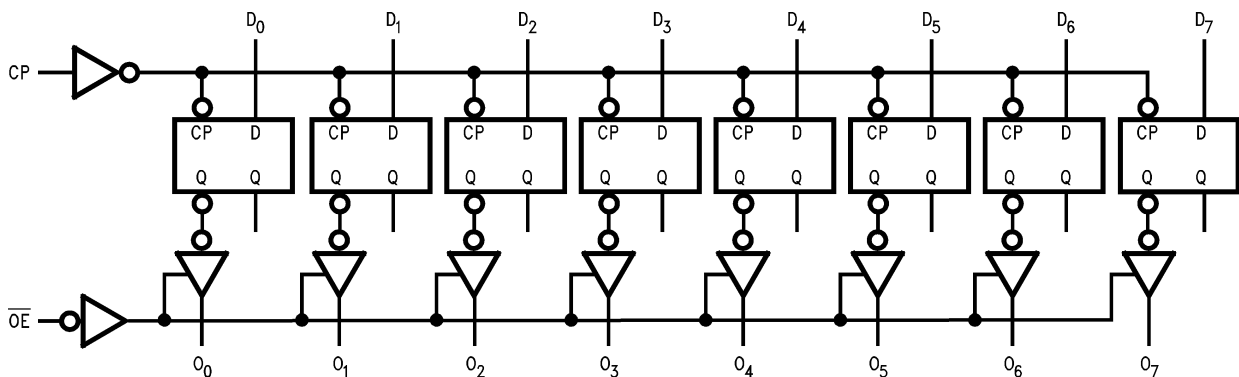 D0 D1 D2 D3 D4 D5 D6 D7
CP
CP D CP D CP D CP D CP D CP D CP D CP D
Q Q Q Q Q Q Q Q Q Q Q Q Q Q Q Q
O̅E̅
O0 O1 O2 O3 O4 O5 O6 O7